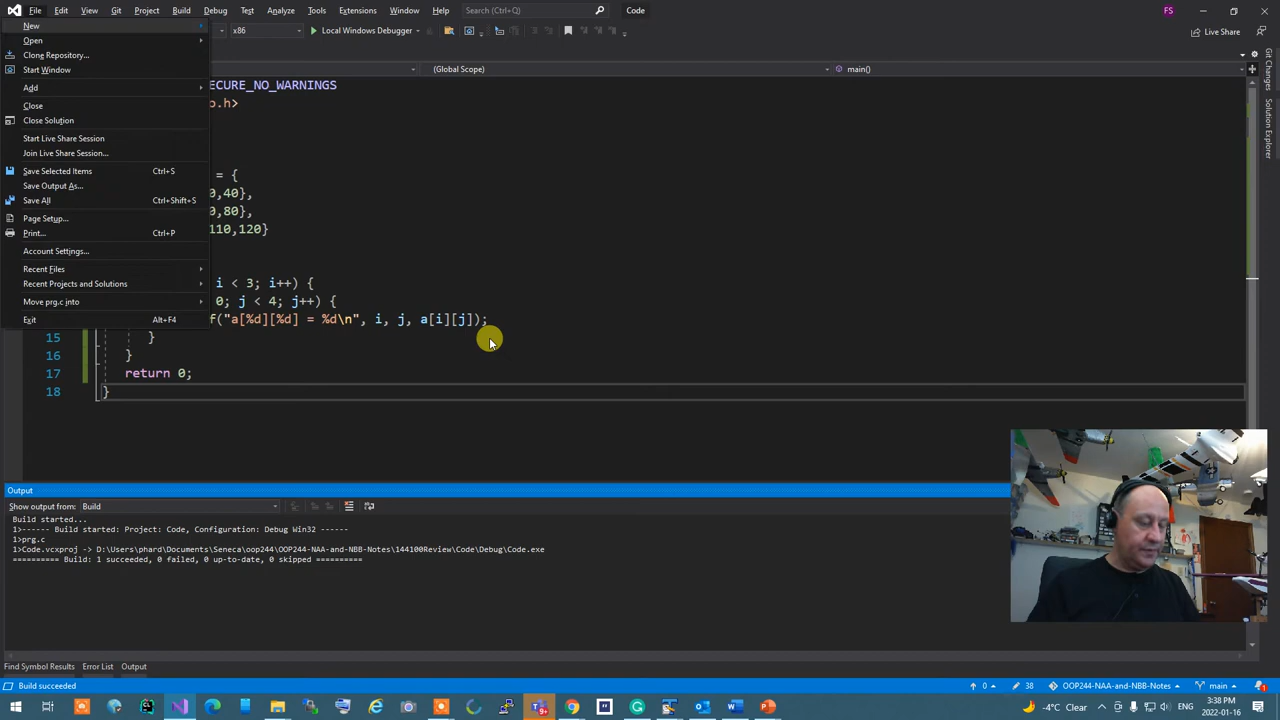 File Edit View Git Project Build Debug Test Analyze Tools Extensions Window Help Search (Ctrl+Q) Code FS
New
x86 Local Windows Debugger Live Share
Open
Clone Repository...
Start Window
(Global Scope) main()
Add
ECURE_NO_WARNINGS
Close
o.h>
Close Solution
Start Live Share Session
Join Live Share Session...
Save Selected Items Ctrl+S
= {
Save Output As...
0,40},
Save All Ctrl+Shift+S
0,80},
Page Setup...
110,120}
Print... Ctrl+P
Account Settings...
Recent Files
Recent Projects and Solutions
i < 3; i++) {
Move prg.c into
0; j < 4; j++) {
Exit Alt+F4
f("a[%d][%d] = %d\n", i, j, a[i][j]);
15 }
16 }
17 return 0;
18 }
Git Changes
Solution Explorer
Output
Show output from: Build
Build started...
1>------ Build started: Project: Code, Configuration: Debug Win32 ------
1>prg.c
1>Code.vcxproj -> D:\Users\phard\Documents\Seneca\oop244\OOP244-NAA-and-NBB-Notes\144100Review\Code\Debug\Code.exe
========== Build: 1 succeeded, 0 failed, 0 up-to-date, 0 skipped ==========
Find Symbol Results Error List Output
Build succeeded 0 38 OOP244-NAA-and-NBB-Notes main 1
-4°C Clear 3:38 PM
2022-01-16